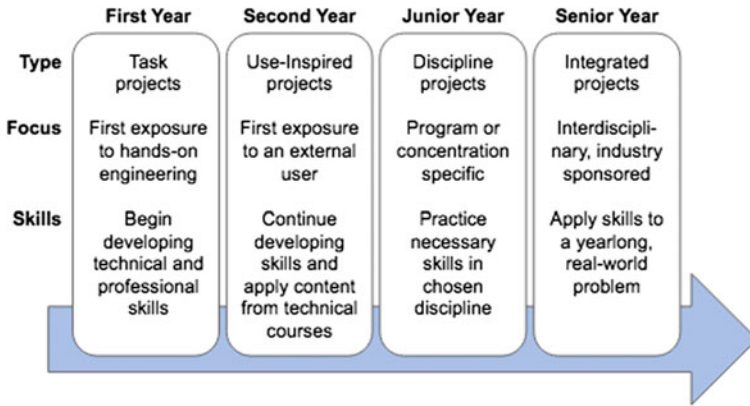 First Year
Second Year
Junior Year
Senior Year
Type
Task
projects
Use-Inspired
projects
Discipline
projects
Integrated
projects
Focus
First exposure
to hands-on
engineering
First exposure
to an external
user
Program or
concentration
specific
Interdiscipli-
nary, industry
sponsored
Skills
Begin
developing
technical and
professional
skills
Continue
developing
skills and
apply content
from technical
courses
Practice
necessary
skills in
chosen
discipline
Apply skills to
a yearlong,
real-world
problem